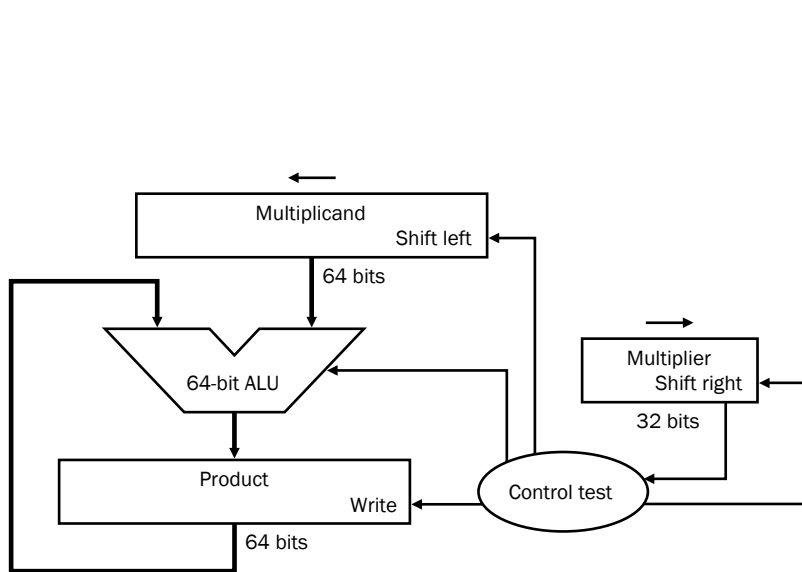 Multiplicand
Shift left
64 bits
64-bit ALU
Multiplier
Shift right
32 bits
Product
Write
Control test
64 bits